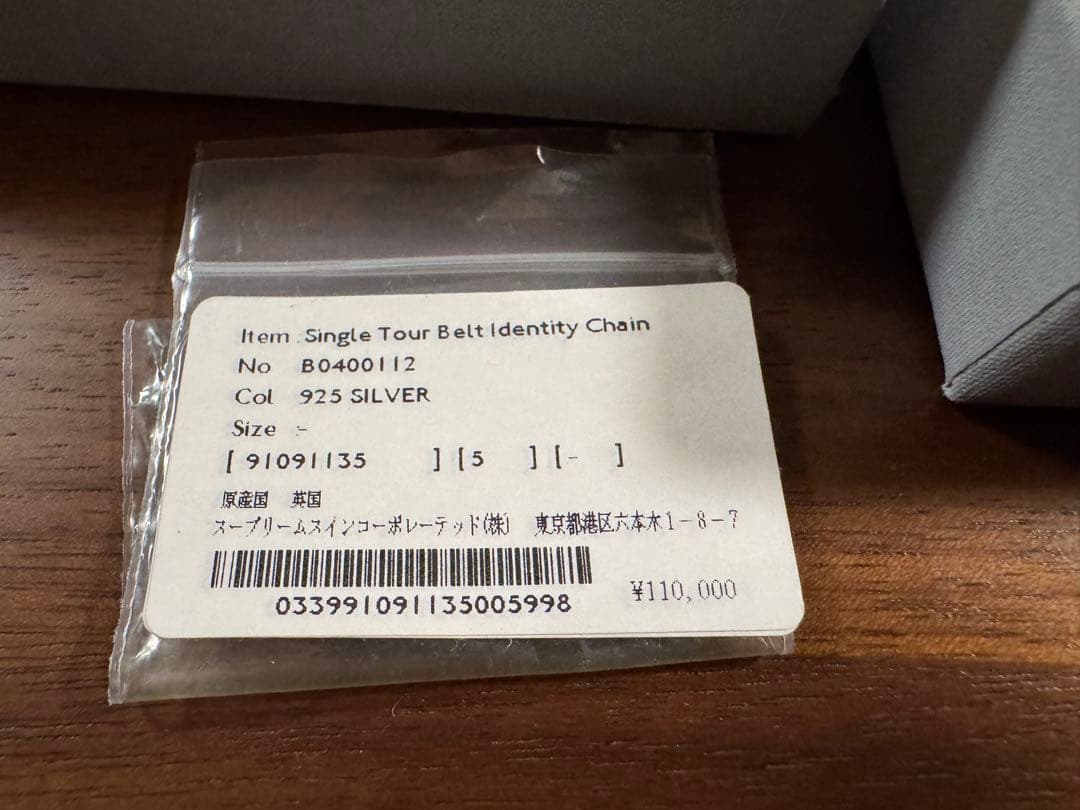 Item : Single Tour Belt Identity Chain
No B0400112
Col 925 SILVER
Size :-
[ 91091135 ] [ 5 ] [ - ]
原産国 英国
スープリームスインコーポレーテッド(株) 東京都港区六本木1-8-7
033991091135005998 ¥110,000